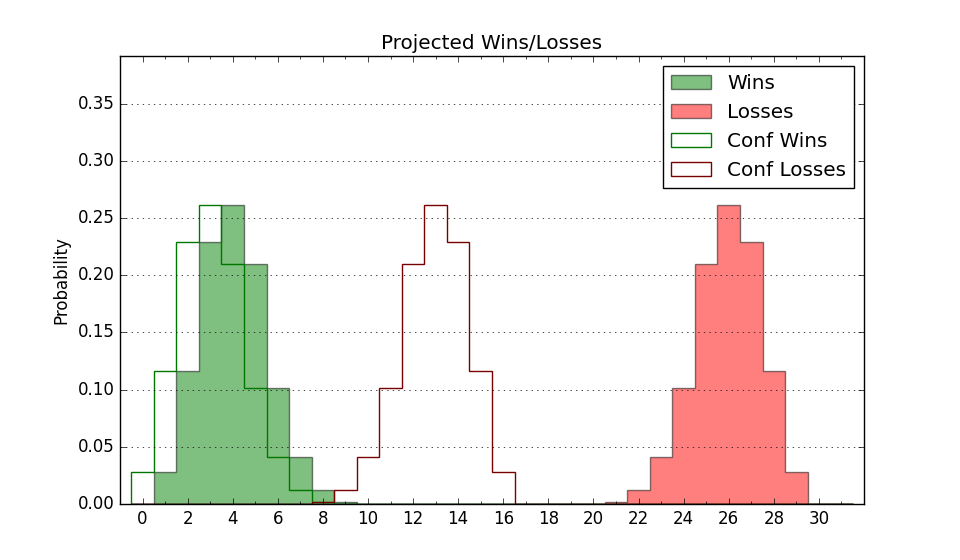 Projected Wins/Losses
Wins
Losses
Conf Wins
Conf Losses
Probability
0.35
0.30
0.25
0.20
0.15
0.10
0.05
0.00
0 2 4 6 8 10 12 14 16 18 20 22 24 26 28 30